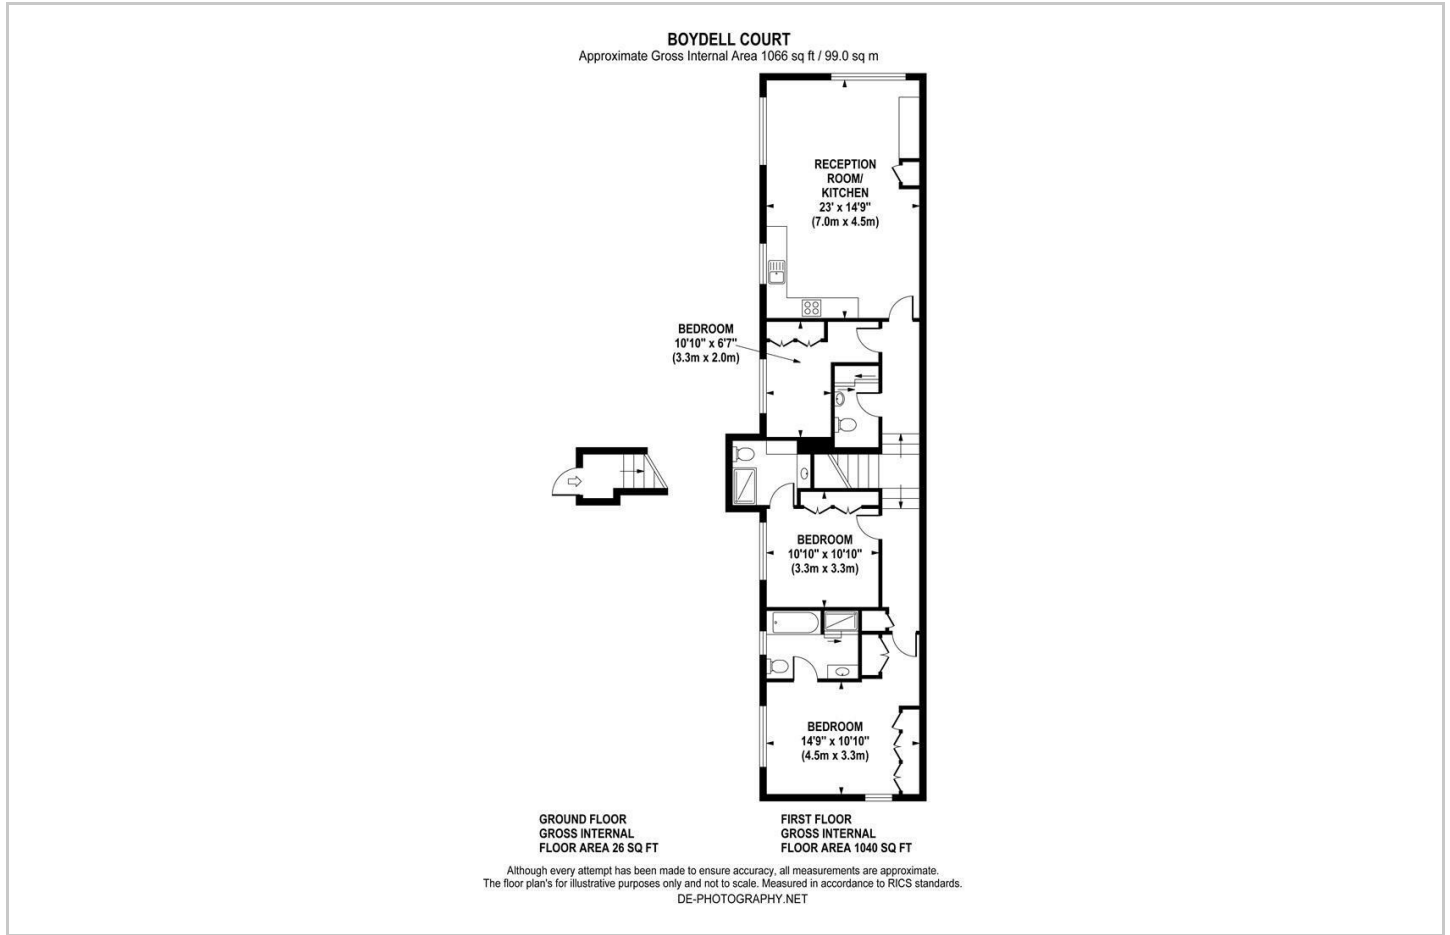 BOYDELL COURT
Approximate Gross Internal Area 1066 sq ft / 99.0 sq m
RECEPTION
ROOM/
KITCHEN
23' x 14'9"
(7.0m x 4.5m)
BEDROOM
10'10" x 6'7"
(3.3m x 2.0m)
BEDROOM
10'10" x 10'10"
(3.3m x 3.3m)
BEDROOM
14'9" x 10'10"
(4.5m x 3.3m)
GROUND FLOOR
GROSS INTERNAL
FLOOR AREA 26 SQ FT
FIRST FLOOR
GROSS INTERNAL
FLOOR AREA 1040 SQ FT
Although every attempt has been made to ensure accuracy, all measurements are approximate.
The floor plan's for illustrative purposes only and not to scale. Measured in accordance to RICS standards.
DE-PHOTOGRAPHY.NET